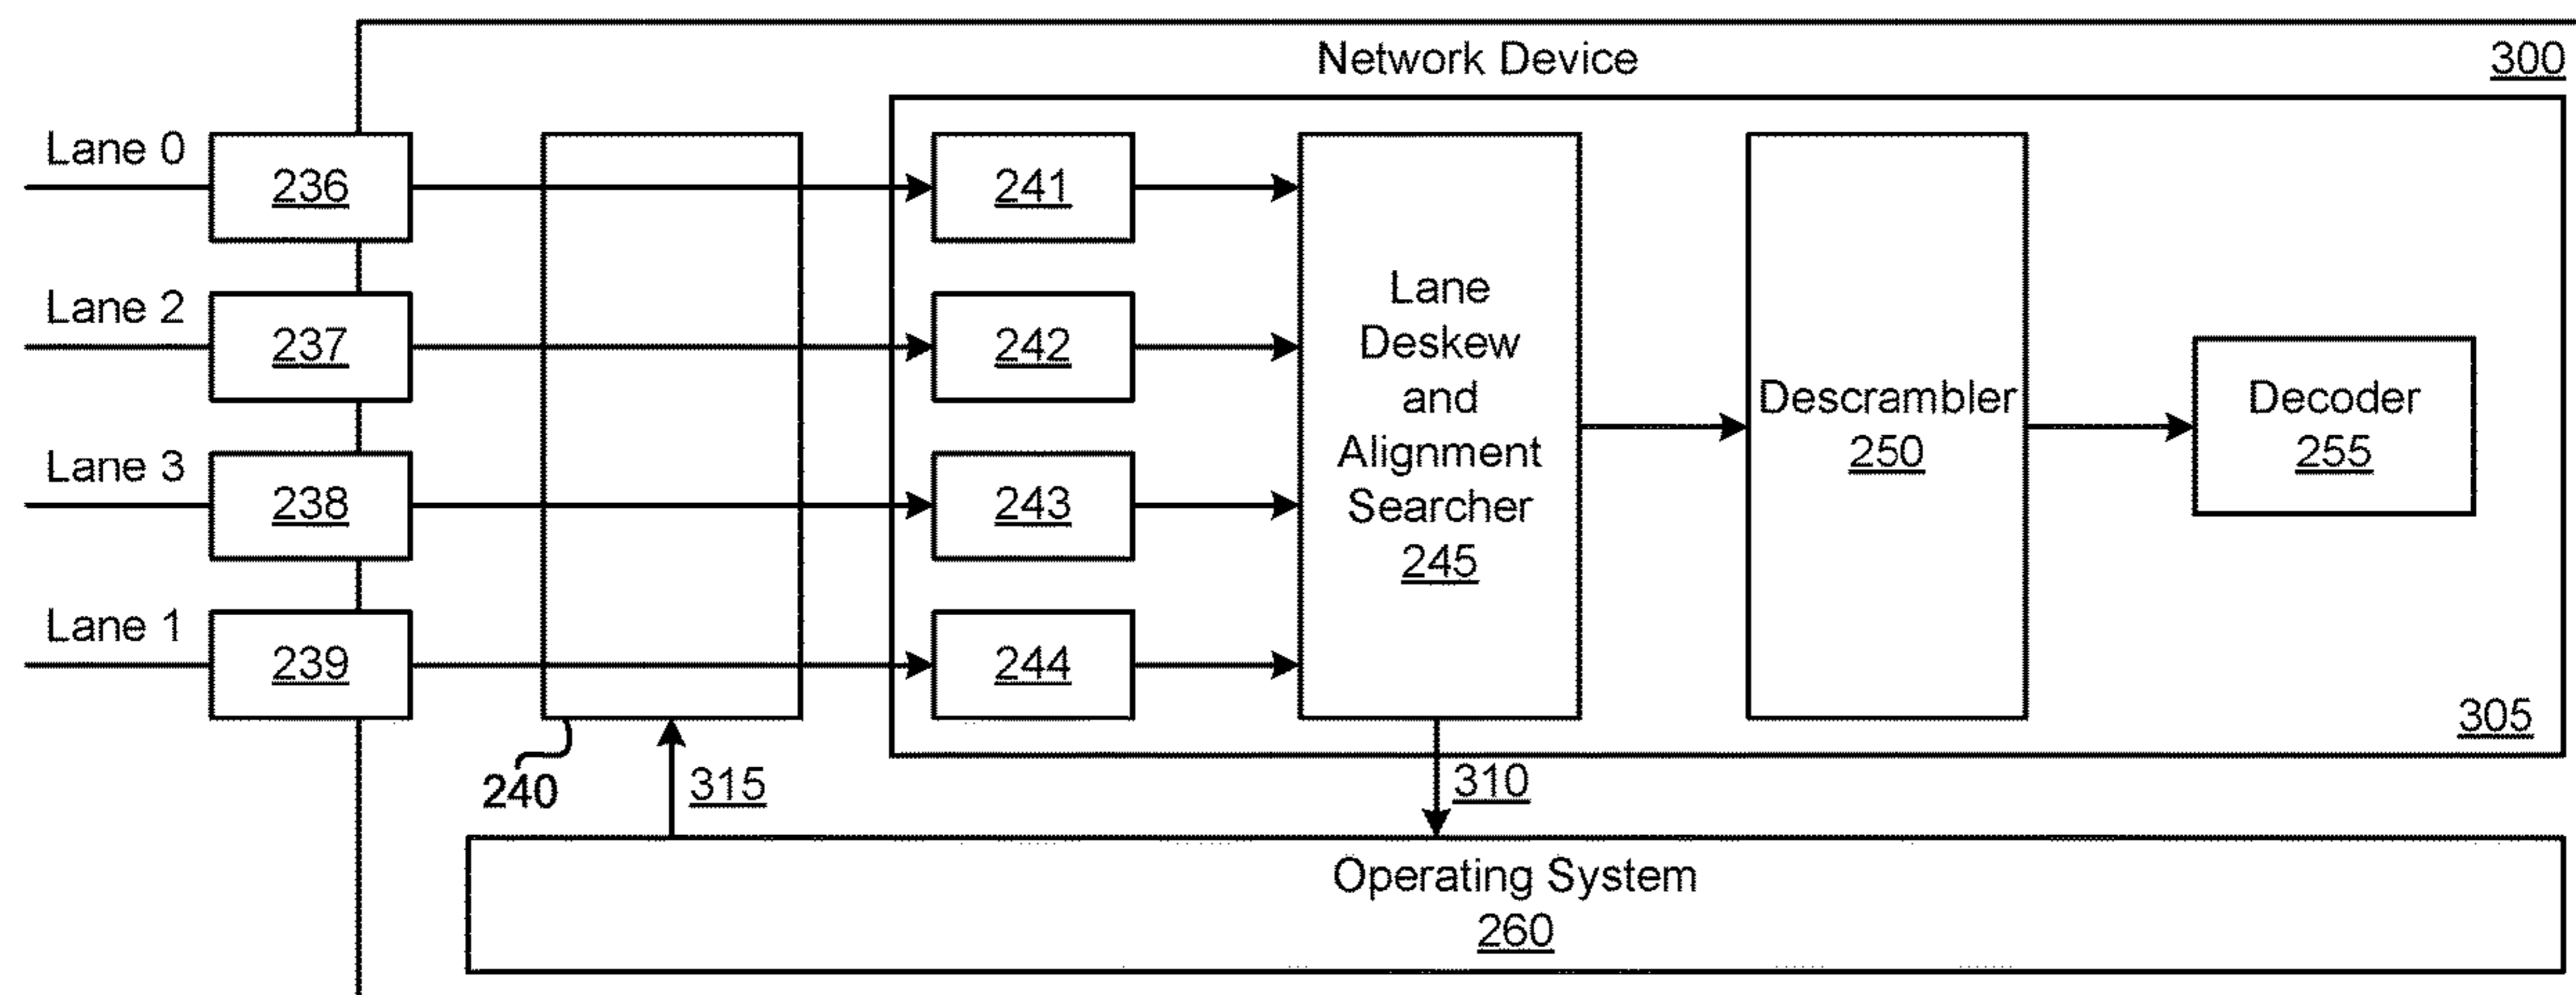 Network Device
300
Lane 0
236
241
Lane 2
237
242
Lane 3
238
243
Lane 1
239
244
Lane
Deskew
and
Alignment
Searcher
245
Descrambler
250
Decoder
255
305
240
315
310
Operating System
260